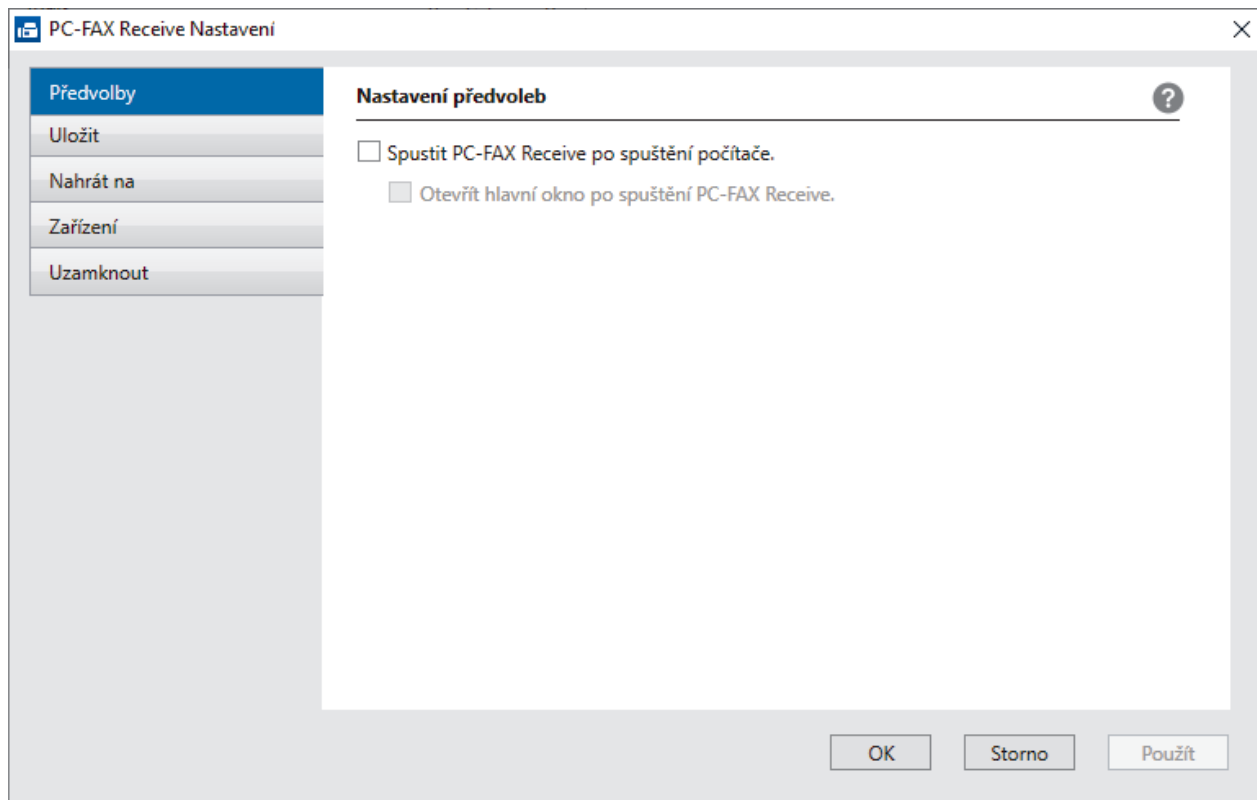 PC-FAX Receive Nastavení
Předvolby
Uložit
Nahrát na
Zařízení
Uzamknout
Nastavení předvoleb
?
Spustit PC-FAX Receive po spuštění počítače.
Otevřít hlavní okno po spuštění PC-FAX Receive.
OK
Storno
Použít